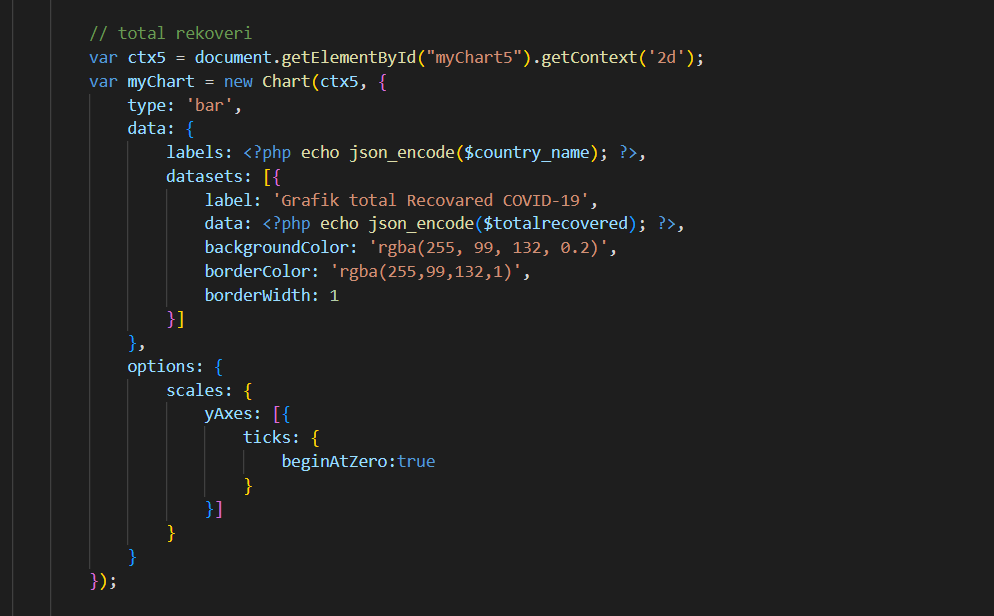 // total rekoveri
var ctx5 = document.getElementById("myChart5").getContext('2d');
var myChart = new Chart(ctx5, {
    type: 'bar',
    data: {
        labels: <?php echo json_encode($country_name); ?>,
        datasets: [{
            label: 'Grafik total Recovared COVID-19',
            data: <?php echo json_encode($totalrecovered); ?>,
            backgroundColor: 'rgba(255, 99, 132, 0.2)',
            borderColor: 'rgba(255,99,132,1)',
            borderWidth: 1
        }]
    },
    options: {
        scales: {
            yAxes: [{
                ticks: {
                    beginAtZero:true
                }
            }]
        }
    }
});